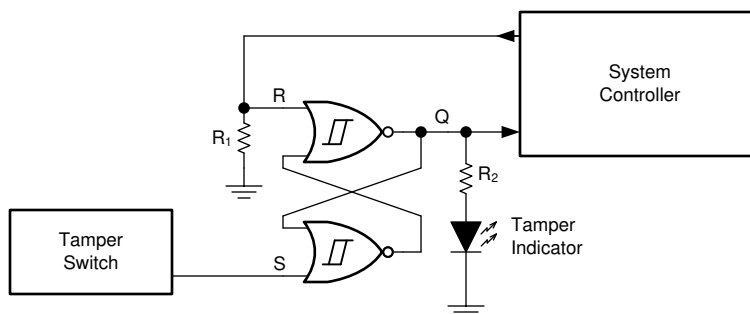 System
Controller
R
Q
R1
R2
Tamper
Indicator
Tamper
Switch
S